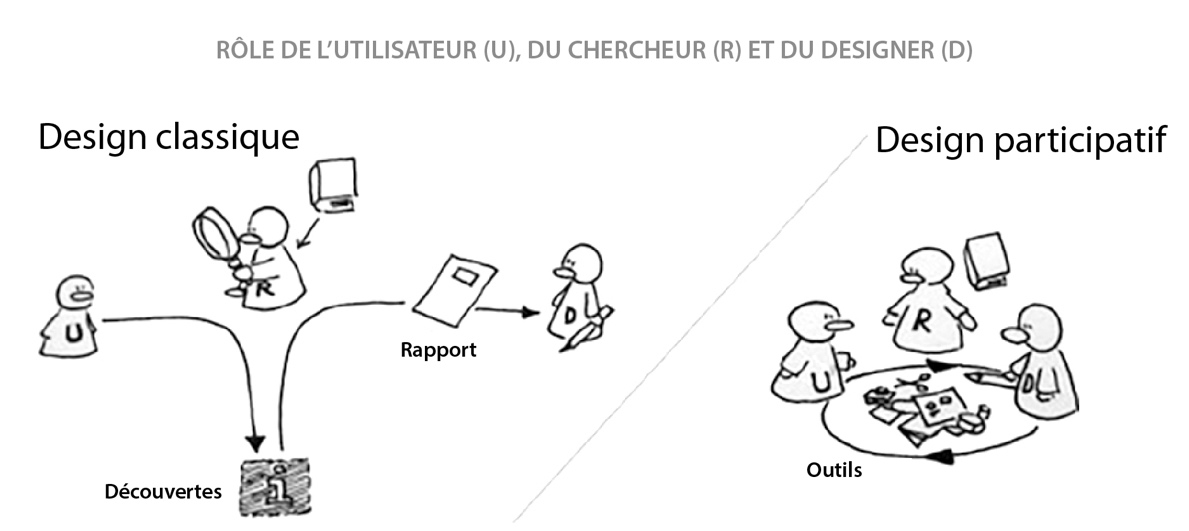 RÔLE DE L’UTILISATEUR (U), DU CHERCHEUR (R) ET DU DESIGNER (D)
Design classique
Design participatif
R
U
D
Rapport
i
Découvertes
R
U
D
Outils